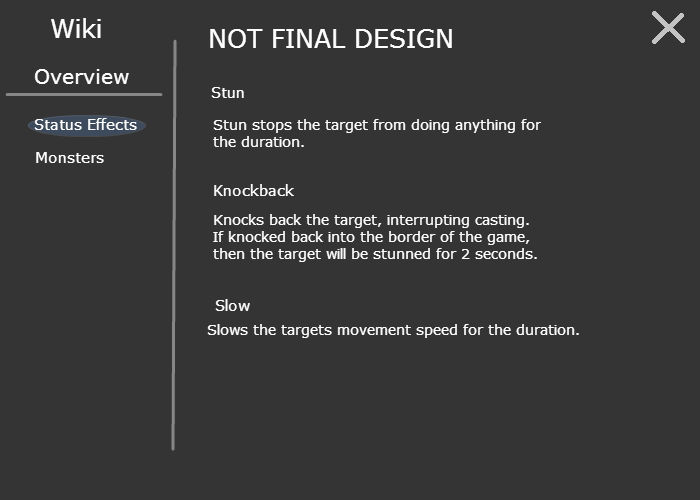 Wiki
Overview
Status Effects
Monsters
NOT FINAL DESIGN
Stun
Stun stops the target from doing anything for
the duration.
Knockback
Knocks back the target, interrupting casting.
If knocked back into the border of the game,
then the target will be stunned for 2 seconds.
Slow
Slows the targets movement speed for the duration.